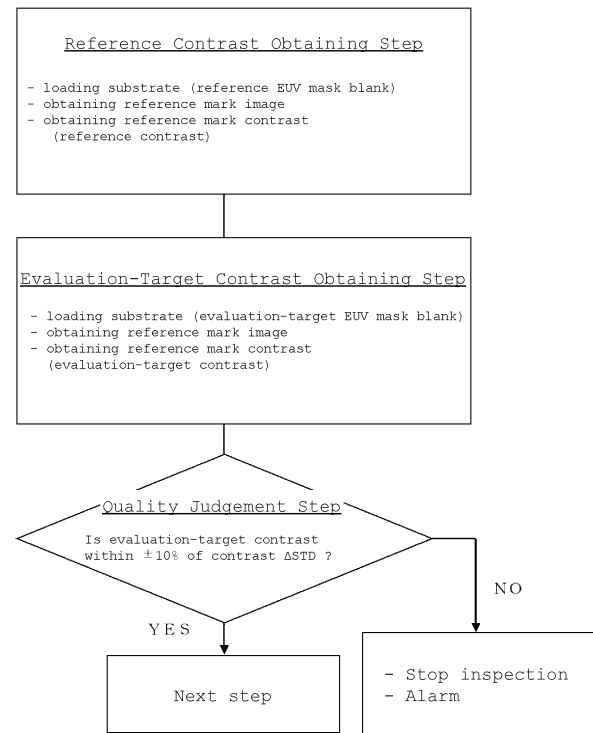 Reference Contrast Obtaining Step
- loading substrate (reference EUV mask blank)
- obtaining reference mark image
- obtaining reference mark contrast
(reference contrast)
Evaluation-Target Contrast Obtaining Step
- loading substrate (evaluation-target EUV mask blank)
- obtaining reference mark image
- obtaining reference mark contrast
(evaluation-target contrast)
Quality Judgement Step
Is evaluation-target contrast
within ±10% of contrast ΔSTD ?
NO
YES
Next step
- Stop inspection
- Alarm